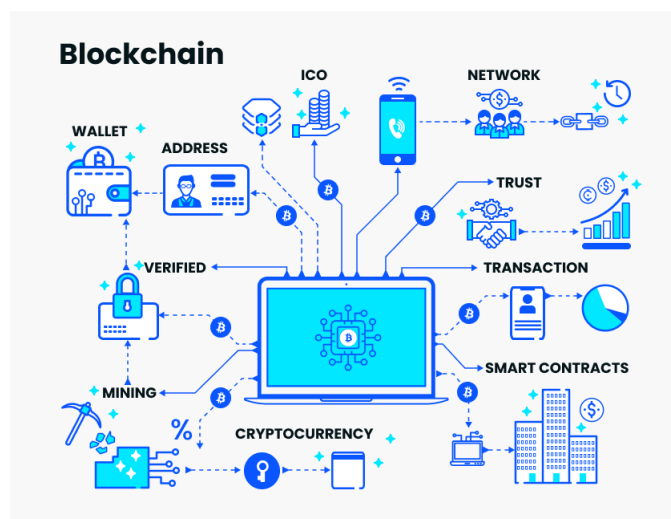 Blockchain
ICO
NETWORK
WALLET
ADDRESS
TRUST
VERIFIED
TRANSACTION
SMART CONTRACTS
MINING
%
CRYPTOCURRENCY